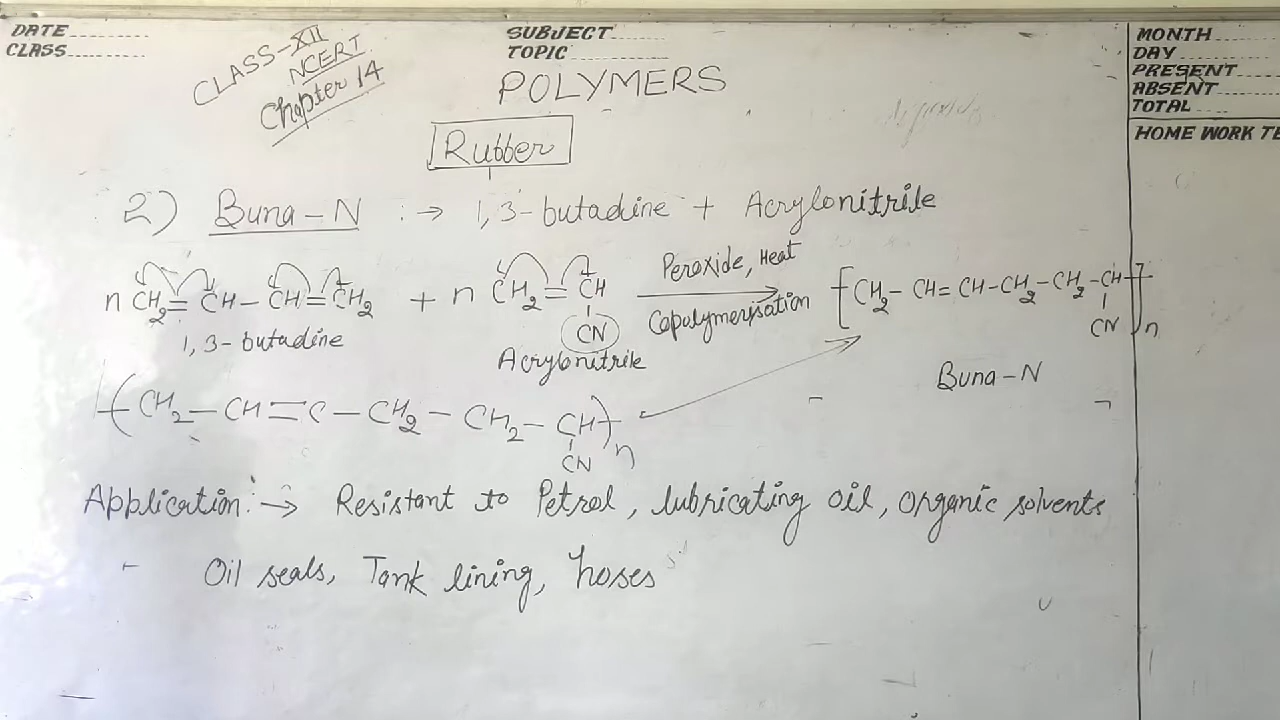 DATE
CLASS
CLASS-XII
NCERT
Chapter 14
SUBJECT
TOPIC
POLYMERS
MONTH
DAY
PRESENT
ABSENT
TOTAL
HOME WORK TE
Rubber
2) Buna-N :→ 1,3-butadine + Acrylonitrile
n CH2=CH-CH=CH2 + n CH2=CH Peroxide, Heat [CH2-CH=CH-CH2-CH2-CH]n
CN Copolymerisation CN
1,3-butadine Acrylonitrile
Buna-N
(CH2-CH=C-CH2-CH2-CH)n
CN
Application :→ Resistant to Petrol, lubricating oil, organic solvents
- Oil seals, Tank lining, hoses